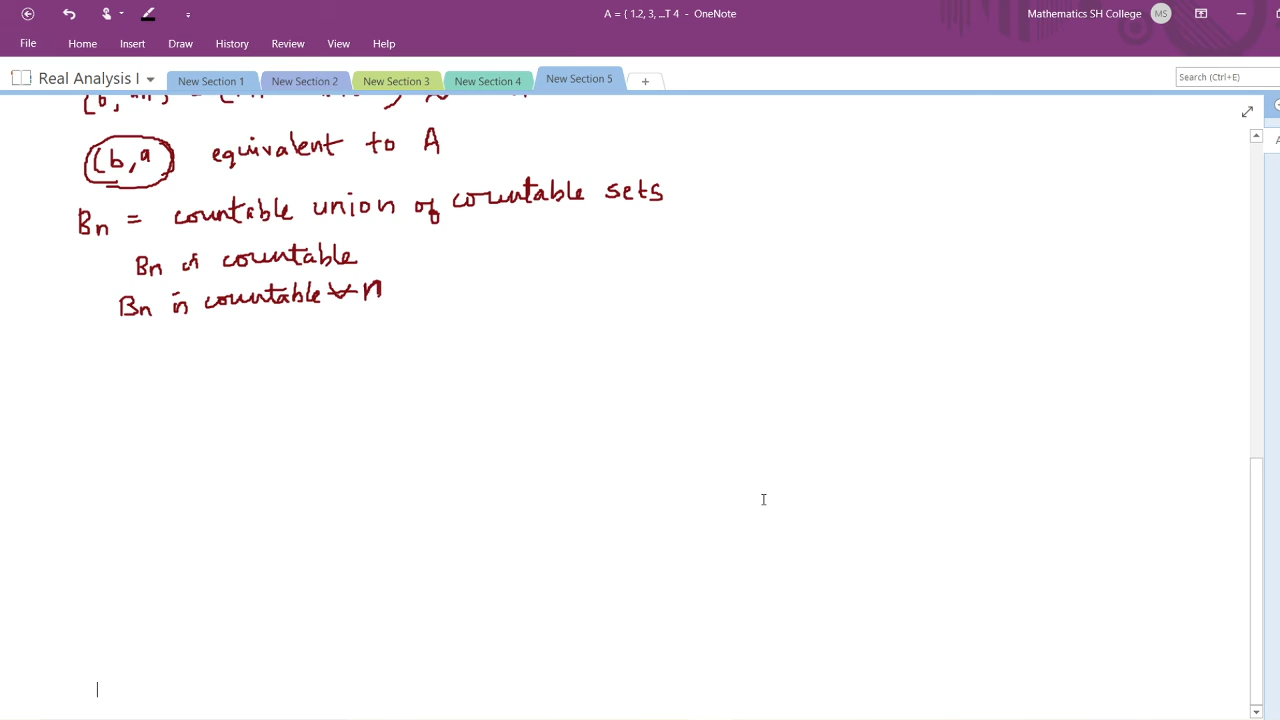 A = { 1.2, 3, ...T 4 - OneNote
Mathematics SH College MS
File Home Insert Draw History Review View Help
Real Analysis I New Section 1 New Section 2 New Section 3 New Section 4 New Section 5 +
Search (Ctrl+E)
(b, a) equivalent to A
Bn = countable union of countable sets
Bn is countable
Bn is countable ∀ n